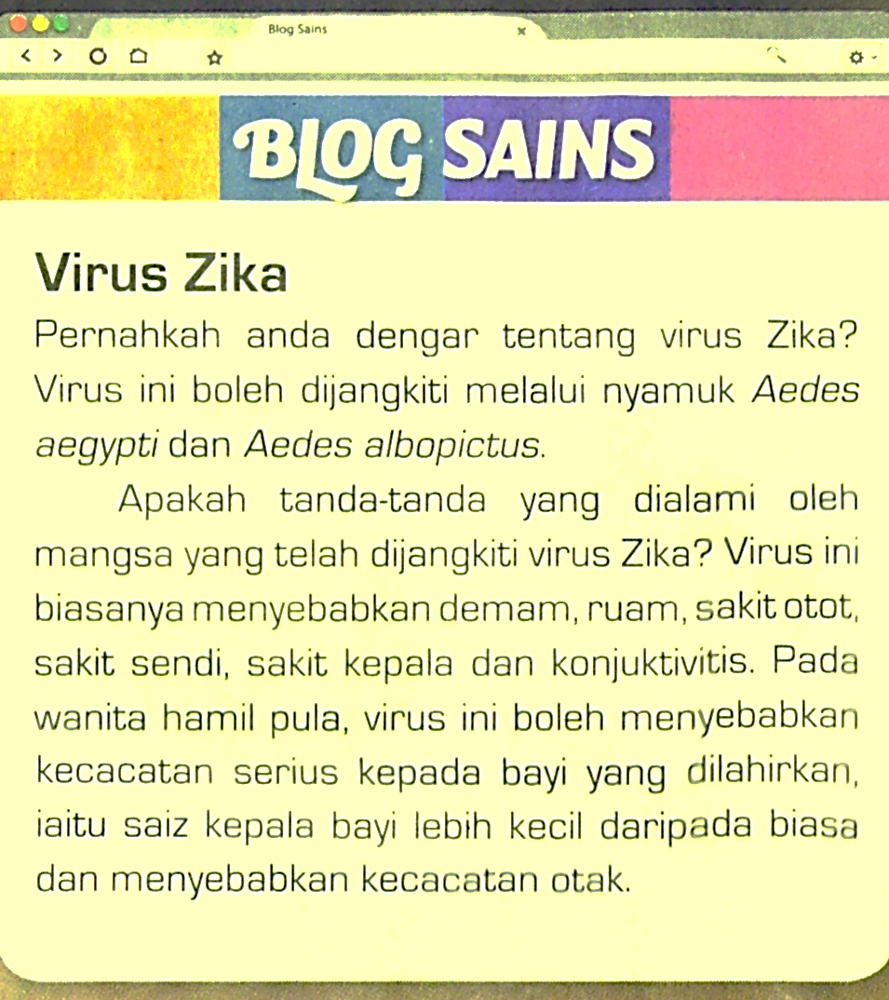 Blog Sains
BLOG SAINS
Virus Zika
Pernahkah anda dengar tentang virus Zika?
Virus ini boleh dijangkiti melalui nyamuk Aedes
aegypti dan Aedes albopictus.
Apakah tanda-tanda yang dialami oleh
mangsa yang telah dijangkiti virus Zika? Virus ini
biasanya menyebabkan demam, ruam, sakit otot,
sakit sendi, sakit kepala dan konjuktivitis. Pada
wanita hamil pula, virus ini boleh menyebabkan
kecacatan serius kepada bayi yang dilahirkan,
iaitu saiz kepala bayi lebih kecil daripada biasa
dan menyebabkan kecacatan otak.